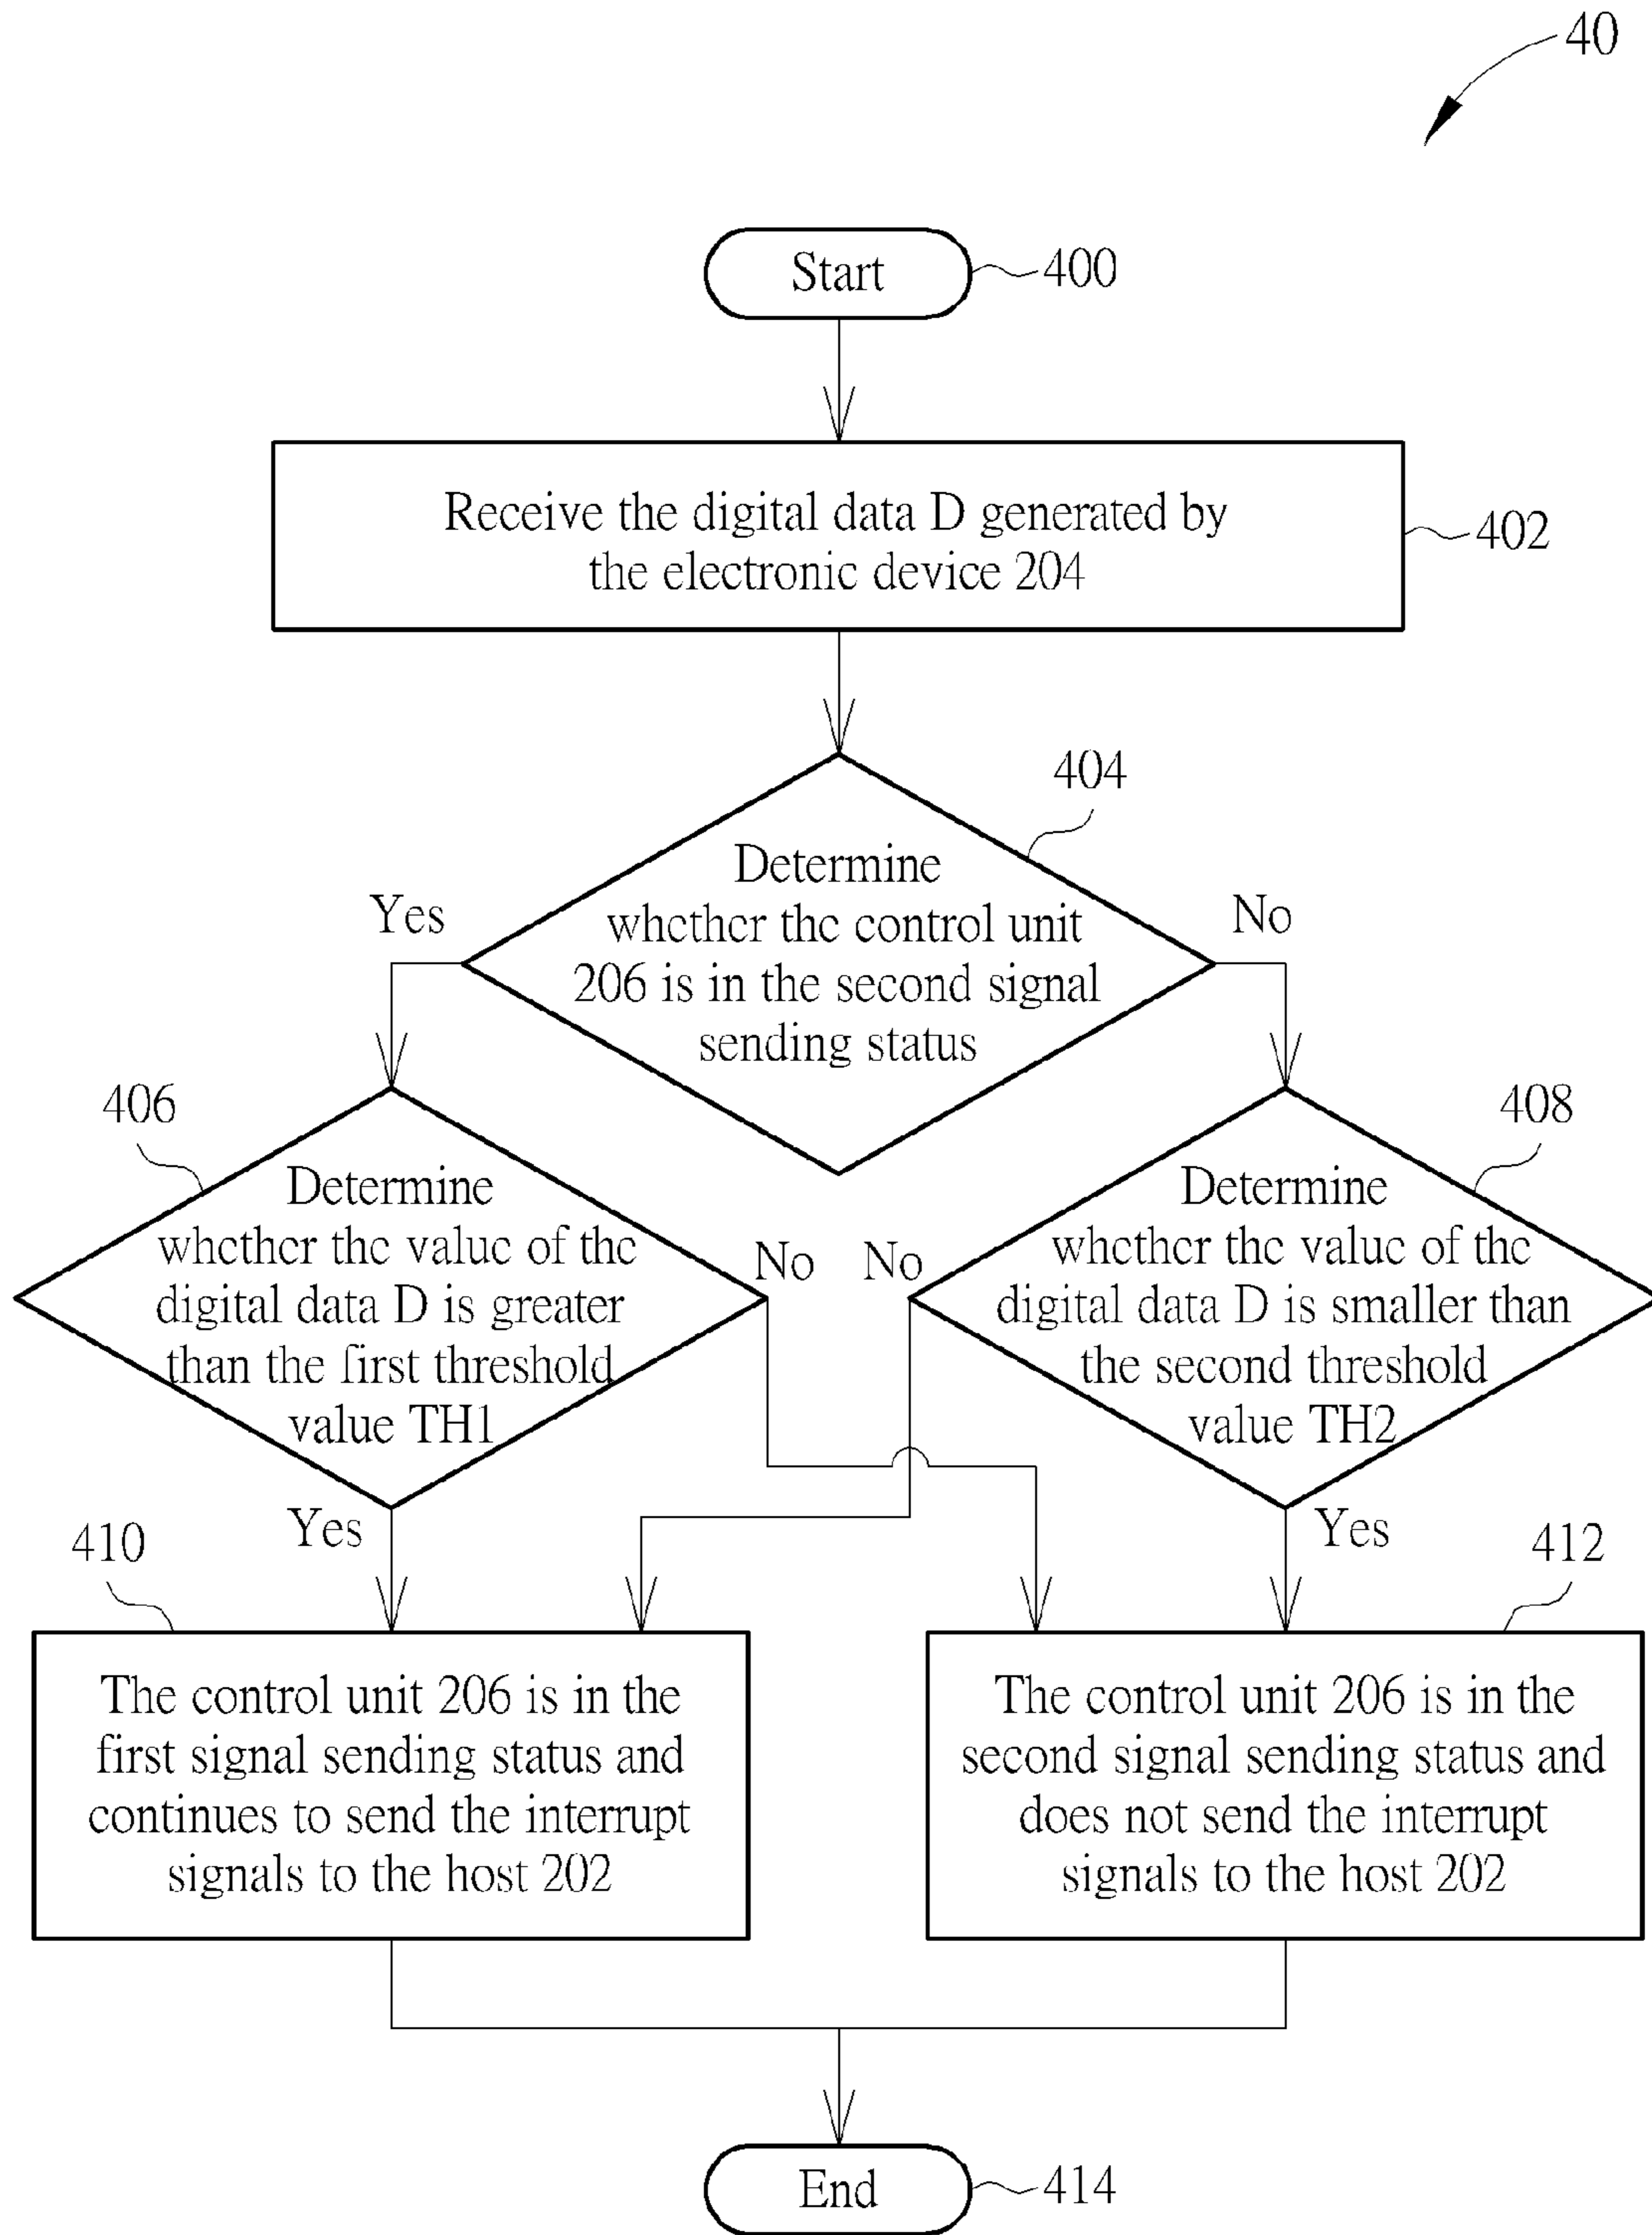 40
Start
400
Receive the digital data D generated by
the electronic device 204
402
404
Determine
whether the control unit
206 is in the second signal
sending status
Yes
No
406
Determine
whether the value of the
digital data D is greater
than the first threshold
value TH1
No
Yes
408
Determine
whether the value of the
digital data D is smaller than
the second threshold
value TH2
No
Yes
410
The control unit 206 is in the
first signal sending status and
continues to send the interrupt
signals to the host 202
412
The control unit 206 is in the
second signal sending status and
does not send the interrupt
signals to the host 202
End
414